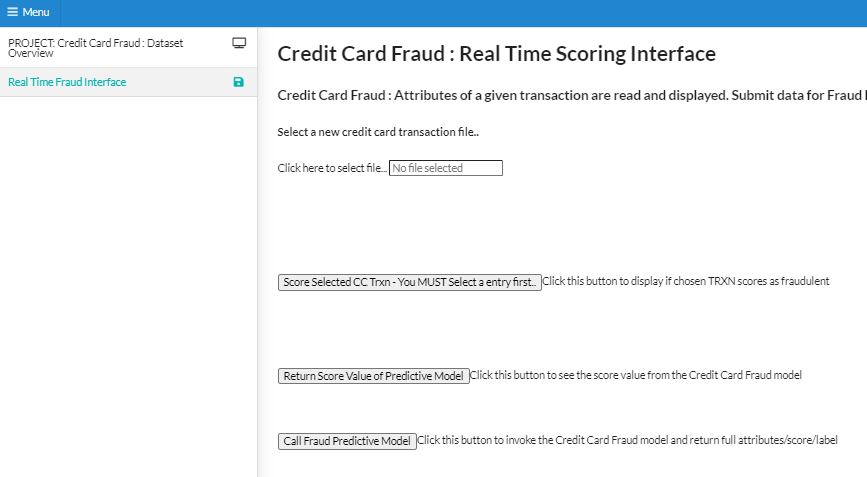 Menu
PROJECT: Credit Card Fraud : Dataset
Overview
Real Time Fraud Interface
Credit Card Fraud : Real Time Scoring Interface
Credit Card Fraud : Attributes of a given transaction are read and displayed. Submit data for Fraud
Select a new credit card transaction file..
Click here to select file... No file selected
Score Selected CC Trxn - You MUST Select a entry first.. Click this button to display if chosen TRXN scores as fraudulent
Return Score Value of Predictive Model Click this button to see the score value from the Credit Card Fraud model
Call Fraud Predictive Model Click this button to invoke the Credit Card Fraud model and return full attributes/score/label